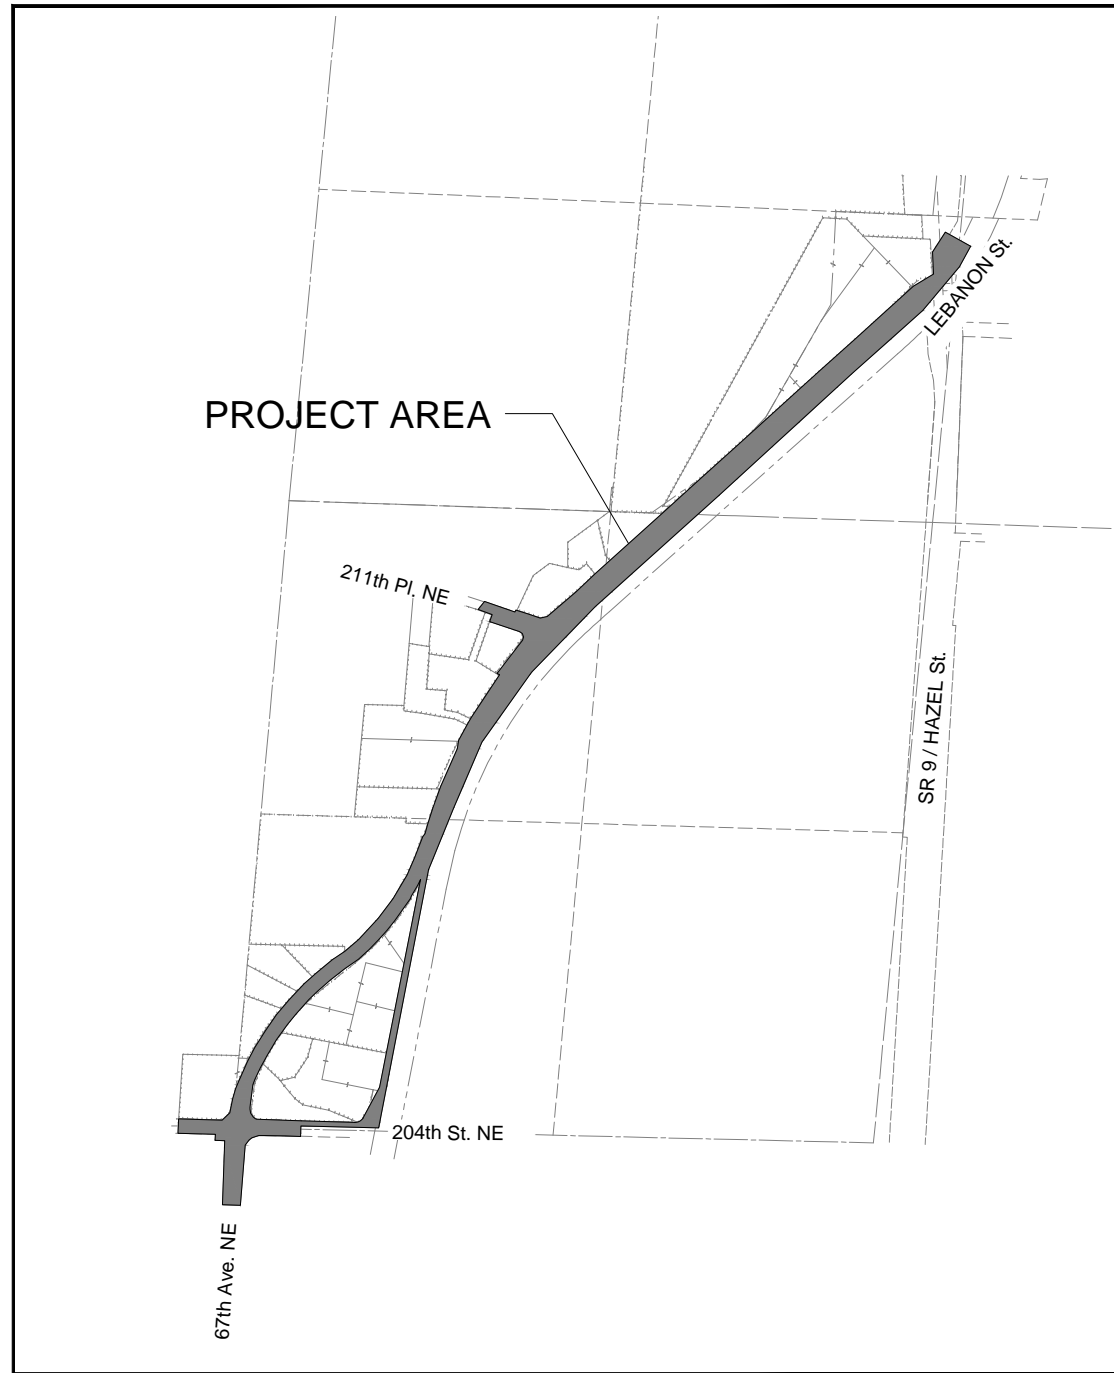 LEBANON St.
PROJECT AREA
211th Pl. NE
SR 9 / HAZEL St.
204th St. NE
67th Ave. NE